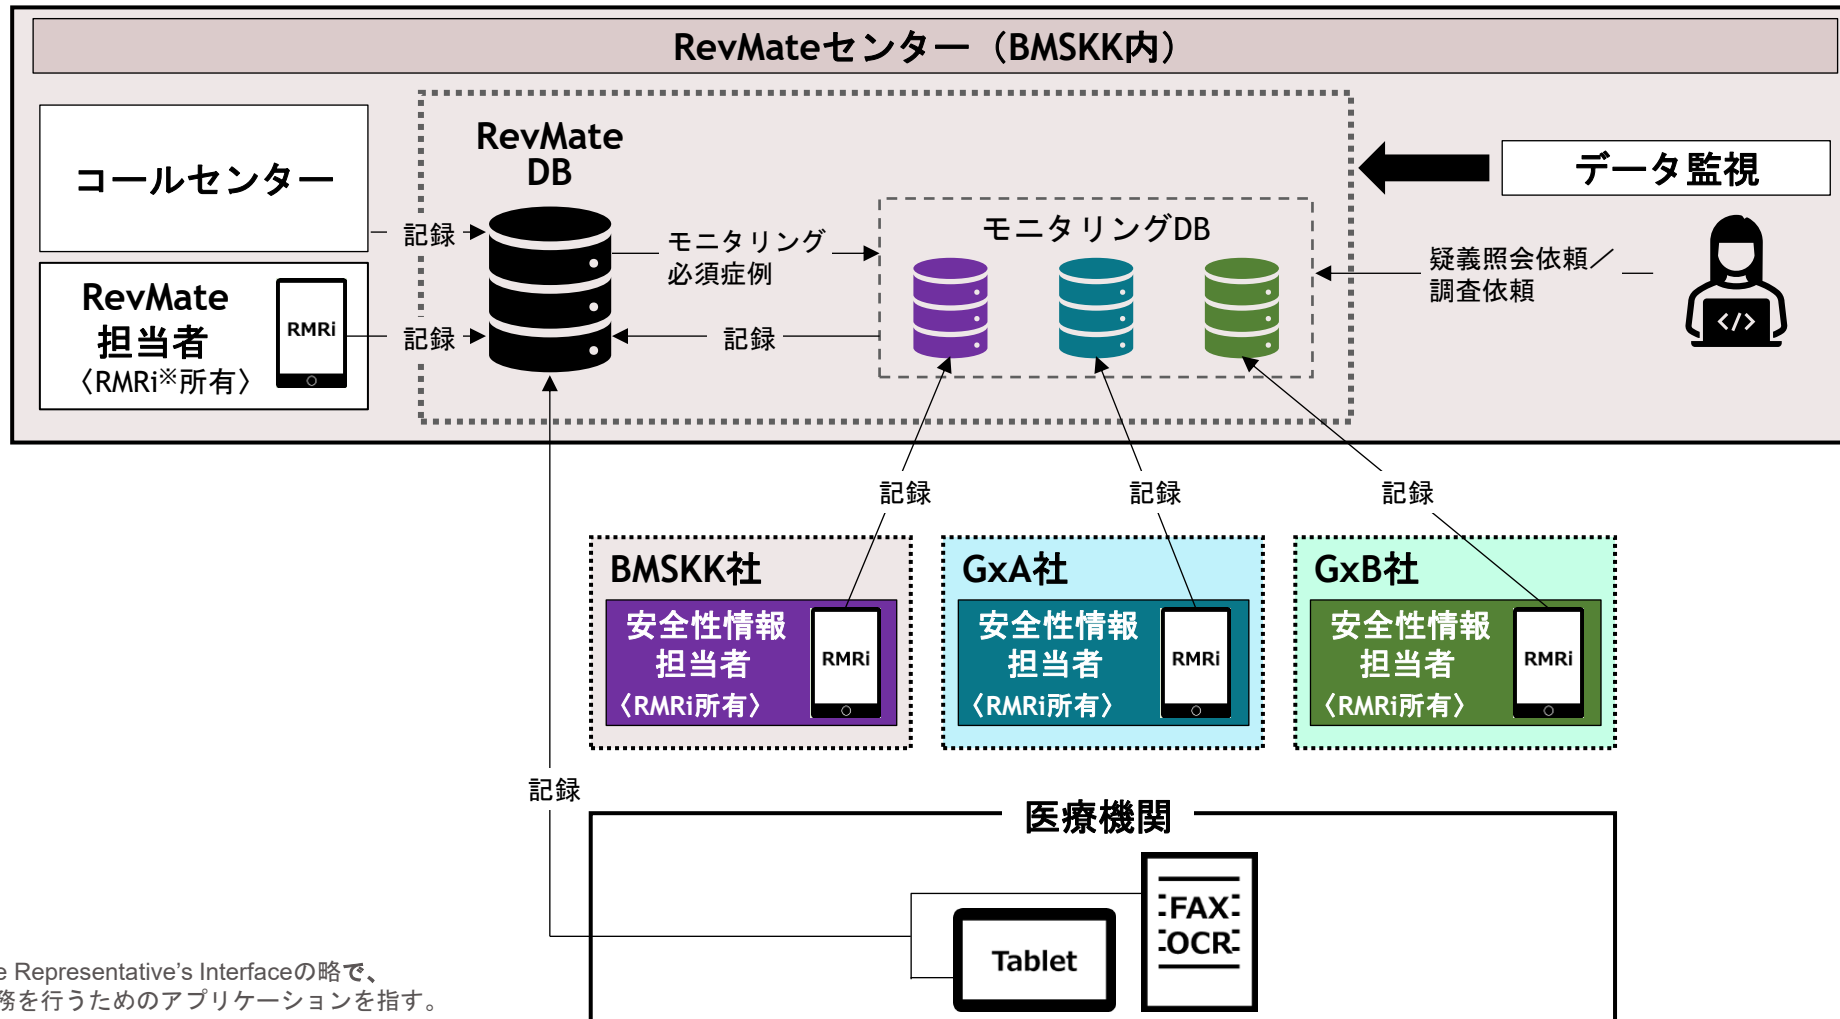 RevMateセンター（BMSKK内）
コールセンター
RevMate
担当者
〈RMRi※所有〉
RMRi
記録
記録
RevMate
DB
モニタリング
必須症例
記録
モニタリングDB
データ監視
疑義照会依頼／
調査依頼
</>
記録
記録
記録
BMSKK社
安全性情報
担当者
〈RMRi所有〉
RMRi
GxA社
安全性情報
担当者
〈RMRi所有〉
RMRi
GxB社
安全性情報
担当者
〈RMRi所有〉
RMRi
記録
医療機関
FAX
OCR
Tablet
e Representative's Interfaceの略で、
務を行うためのアプリケーションを指す。